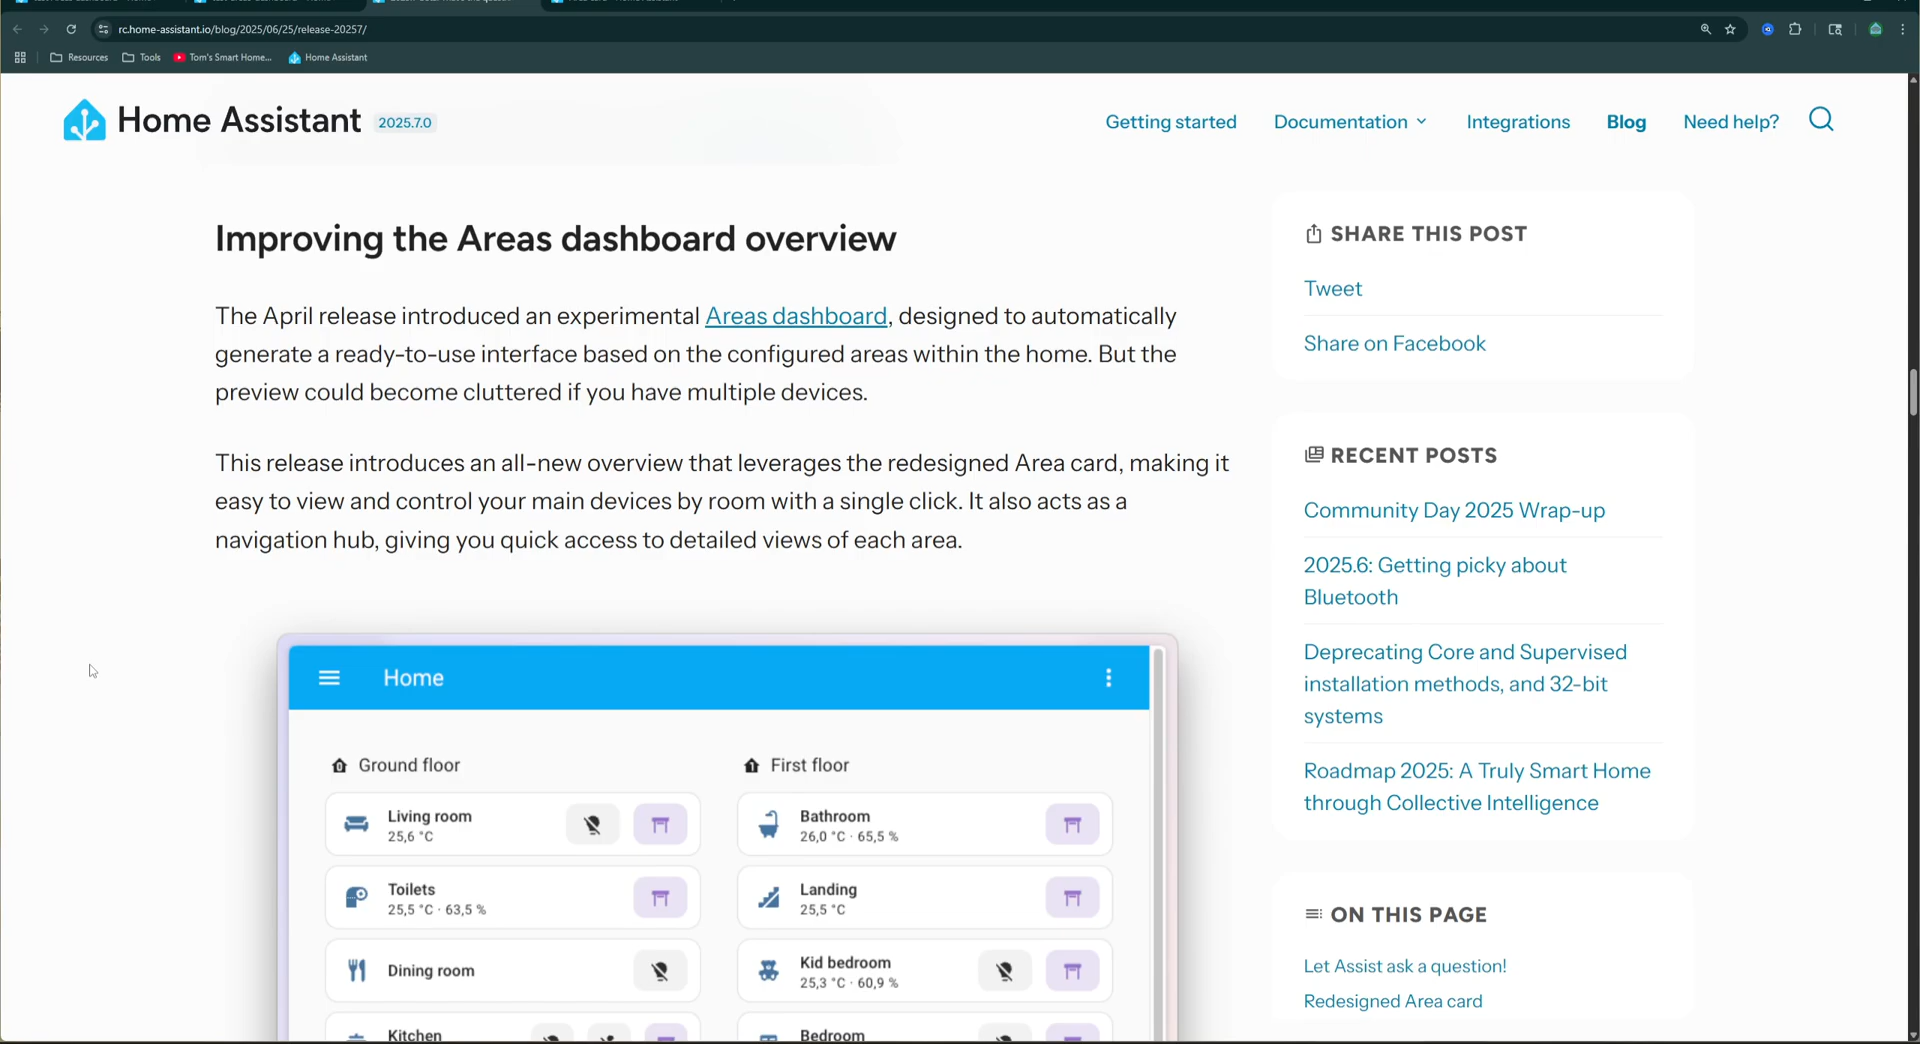 rc.home-assistant.io/blog/2025/06/25/release-20257/
Resources
Tools
Tom's Smart Home...
Home Assistant
Home Assistant
2025.7.0
Getting started
Documentation
Integrations
Blog
Need help?
Improving the Areas dashboard overview
The April release introduced an experimental Areas dashboard, designed to automatically
generate a ready-to-use interface based on the configured areas within the home. But the
preview could become cluttered if you have multiple devices.
This release introduces an all-new overview that leverages the redesigned Area card, making it
easy to view and control your main devices by room with a single click. It also acts as a
navigation hub, giving you quick access to detailed views of each area.
Home
Ground floor
Living room
25,6 °C
Toilets
25,5 °C · 63,5 %
Dining room
Kitchen
First floor
Bathroom
26,0 °C · 65,5 %
Landing
25,5 °C
Kid bedroom
25,3 °C · 60,9 %
Bedroom
SHARE THIS POST
Tweet
Share on Facebook
RECENT POSTS
Community Day 2025 Wrap-up
2025.6: Getting picky about
Bluetooth
Deprecating Core and Supervised
installation methods, and 32-bit
systems
Roadmap 2025: A Truly Smart Home
through Collective Intelligence
ON THIS PAGE
Let Assist ask a question!
Redesigned Area card